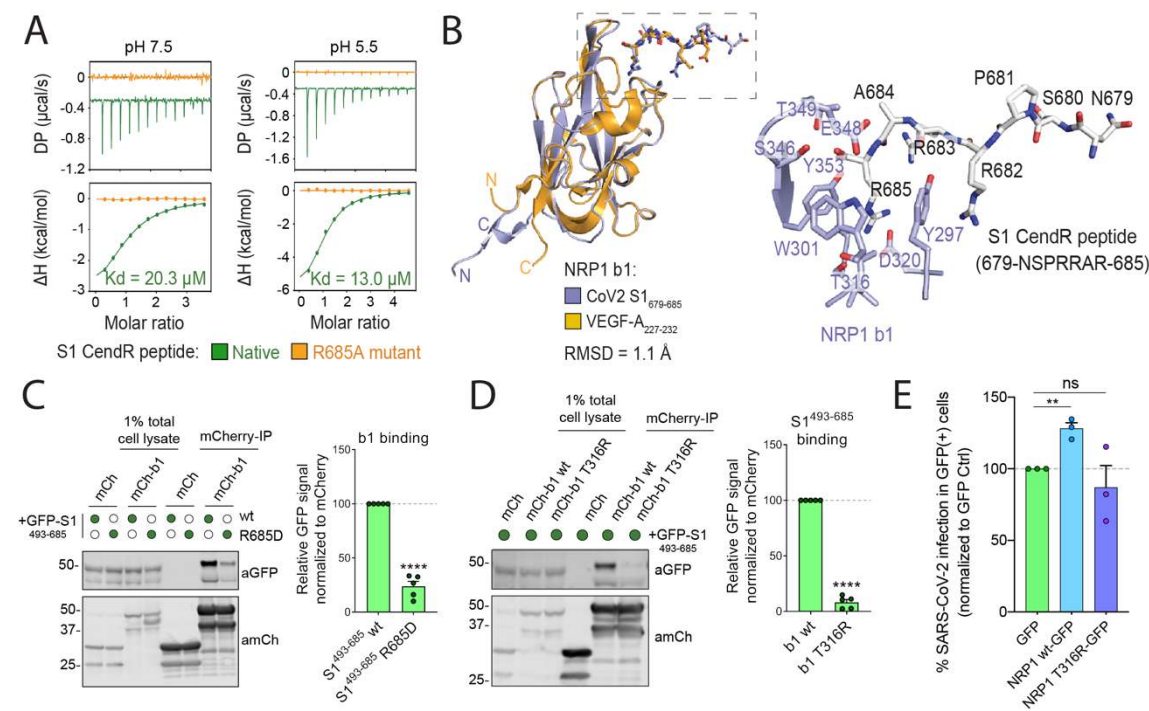 A
pH 7.5
pH 5.5
DP (µcal/s)
0
-0.4
-0.8
-1.2
DP (µcal/s)
0
-0.4
-0.8
-1.2
-1.6
ΔH (kcal/mol)
0
-2
-4
-6
Kd = 20.3 µM
0 1 2 3
Molar ratio
ΔH (kcal/mol)
0
-1
-2
-3
Kd = 13.0 µM
0 1 2 3 4
Molar ratio
S1 CendR peptide: Native R685A mutant
B
N
C
N
C
NRP1 b1:
CoV2 S1679-685
VEGF-A227-232
RMSD = 1.1 Å
T349
E348
S346
Y353
A684
R683
R685
P681
S680
N679
R682
W301
T316
D320
Y297
NRP1 b1
S1 CendR peptide
(679-NSPRRAR-685)
C
1% total
cell lysate
mCherry-IP
mCh
mCh-b1
mCh
mCh-b1
+GFP-S1
493-685
wt
R685D
50-
aGFP
50-
37-
25-
amCh
b1 binding
Relative GFP signal
normalized to mCherry
150
100
50
0
****
S1493-685 wt
S1493-685 R685D
D
1% total
cell lysate
mCherry-IP
mCh
mCh-b1 wt
mCh-b1 T316R
mCh
mCh-b1 wt
mCh-b1 T316R
+GFP-S1
493-685
50-
aGFP
50-
37-
25-
amCh
S1493-685
binding
Relative GFP signal
normalized to mCherry
150
100
50
0
****
b1 wt
b1 T316R
E
% SARS-CoV-2 infection in GFP(+) cells
(normalized to GFP Ctrl)
150
100
50
0
ns
**
GFP
NRP1 wt-GFP
NRP1 T316R-GFP